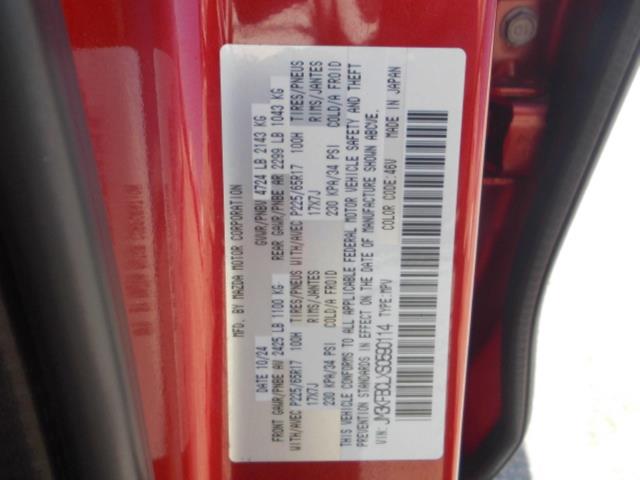 MFD. BY MAZDA MOTOR CORPORATION
DATE 10/24 GVWR/PNBV 4724 LB 2143 KG
FRONT GAWR/PNBE AV 2425 LB 1100 KG REAR GAWR/PNBE AR 2299 LB 1043 KG
WITH/AVEC P225/65R17 100H TIRES/PNEUS WITH/AVEC P225/65R17 100H TIRES/PNEUS
17X7J RIMS/JANTES 17X7J RIMS/JANTES
230 KPA/34 PSI COLD/A FROID 230 KPA/34 PSI COLD/A FROID
THIS VEHICLE CONFORMS TO ALL APPLICABLE FEDERAL MOTOR VEHICLE SAFETY AND THEFT
PREVENTION STANDARDS IN EFFECT ON THE DATE OF MANUFACTURE SHOWN ABOVE.
VIN: TYPE:MPV COLOR CODE:46V MADE IN JAPAN